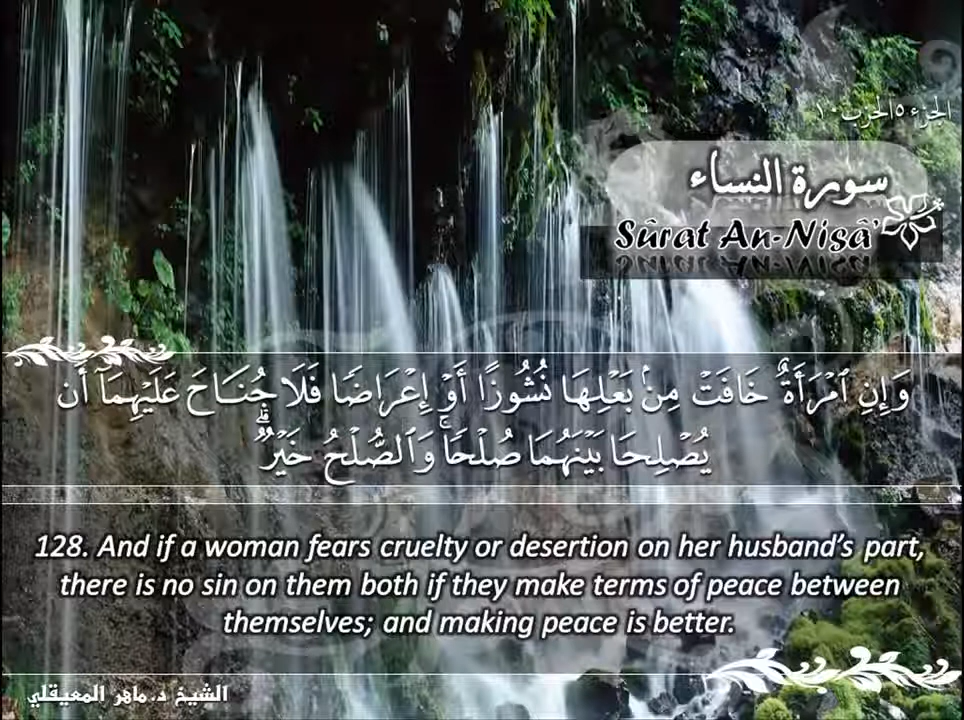 الجزء ٥ الحزب ١٠
سورة النساء
Sûrat An-Nisâ'
وَإِنِ ٱمْرَأَةٌ خَافَتْ مِنۢ بَعْلِهَا نُشُوزًا أَوْ إِعْرَاضًا فَلَا جُنَاحَ عَلَيْهِمَآ أَن
يُصْلِحَا بَيْنَهُمَا صُلْحًا ۚ وَٱلصُّلْحُ خَيْرٌ ۗ
128. And if a woman fears cruelty or desertion on her husband's part,
there is no sin on them both if they make terms of peace between
themselves; and making peace is better.
الشيخ د. ماهر المعيقلي